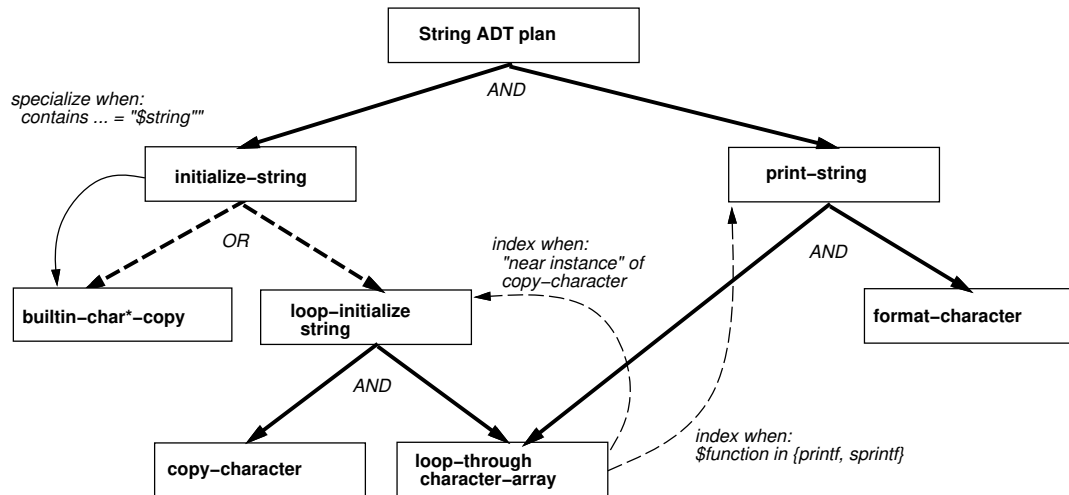 String ADT plan
AND
specialize when:
contains ... = "$string""
initialize-string
print-string
OR
AND
index when:
"near instance" of
copy-character
builtin-char*-copy
loop-initialize
string
format-character
AND
copy-character
loop-through
character-array
index when:
$function in {printf, sprintf}